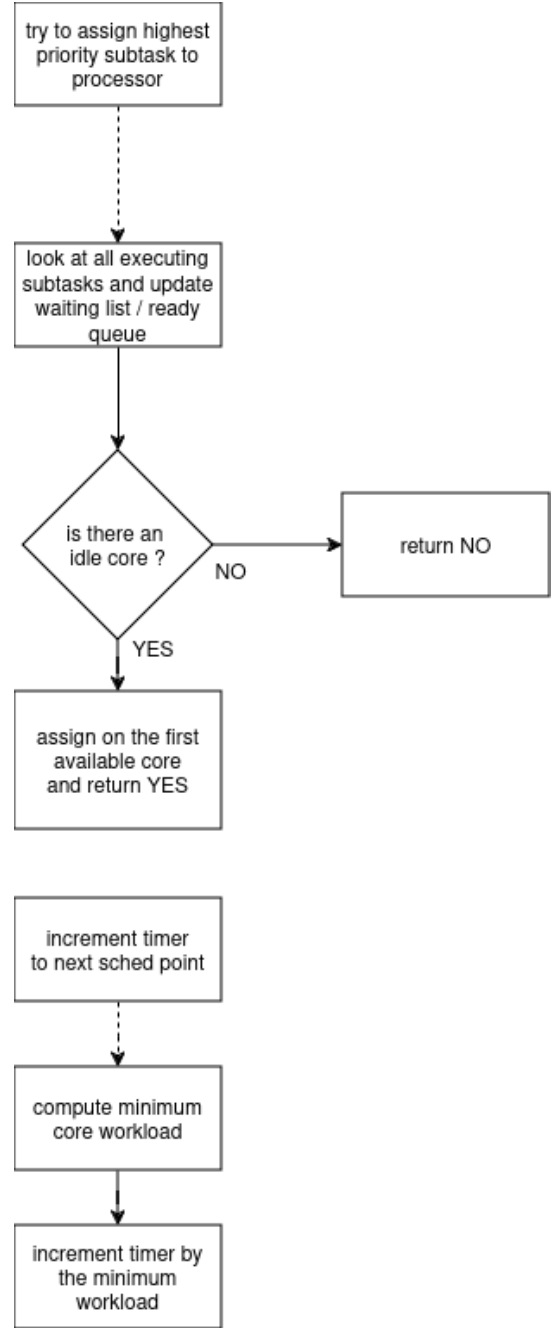 try to assign highest
priority subtask to
processor
look at all executing
subtasks and update
waiting list / ready
queue
is there an
idle core ?
NO
return NO
YES
assign on the first
available core
and return YES
increment timer
to next sched point
compute minimum
core workload
increment timer by
the minimum
workload